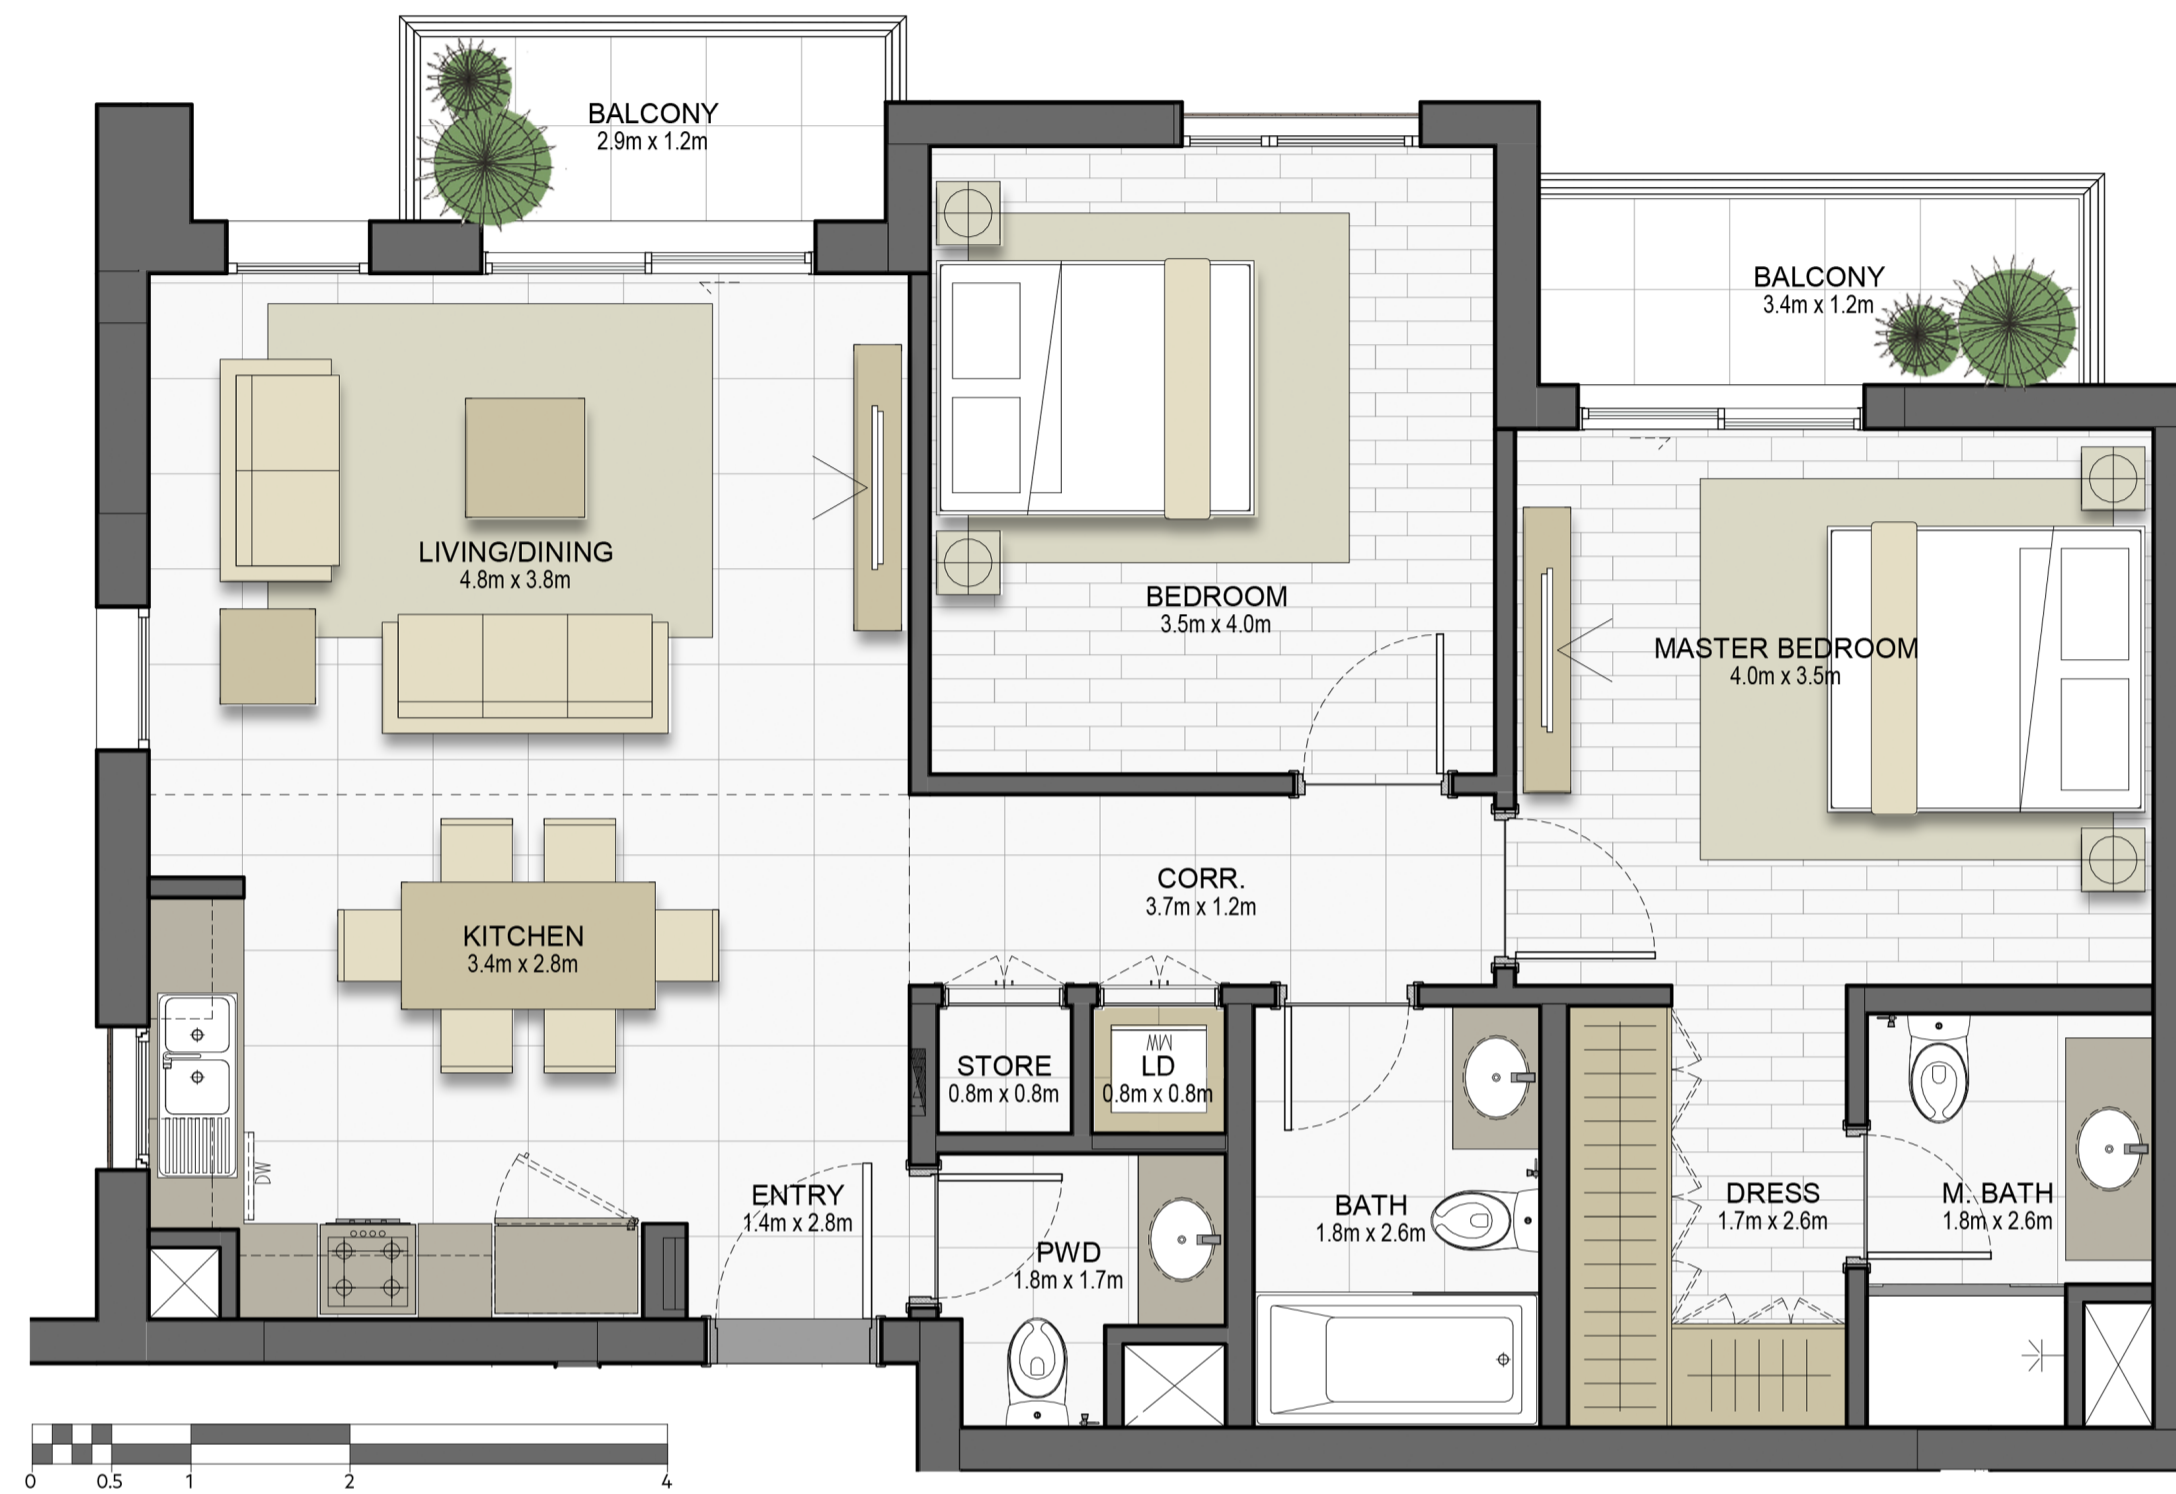 BALCONY
2.9m x 1.2m
BALCONY
3.4m x 1.2m
LIVING/DINING
4.8m x 3.8m
BEDROOM
3.5m x 4.0m
MASTER BEDROOM
4.0m x 3.5m
CORR.
3.7m x 1.2m
KITCHEN
3.4m x 2.8m
STORE
0.8m x 0.8m
MW
LD
0.8m x 0.8m
DW
ENTRY
1.4m x 2.8m
PWD
1.8m x 1.7m
BATH
1.8m x 2.6m
DRESS
1.7m x 2.6m
M. BATH
1.8m x 2.6m
0 0.5 1 2 4